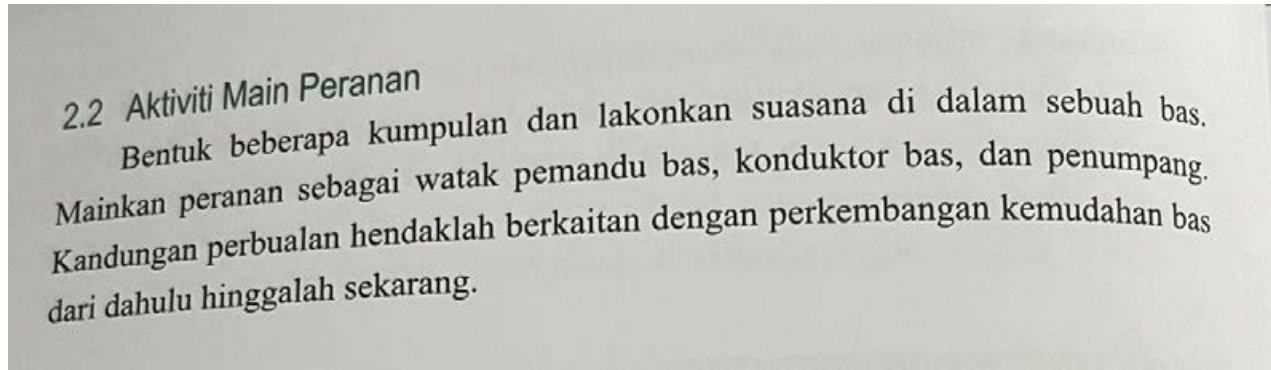 2.2 Aktiviti Main Peranan
Bentuk beberapa kumpulan dan lakonkan suasana di dalam sebuah bas.
Mainkan peranan sebagai watak pemandu bas, konduktor bas, dan penumpang.
Kandungan perbualan hendaklah berkaitan dengan perkembangan kemudahan bas
dari dahulu hinggalah sekarang.